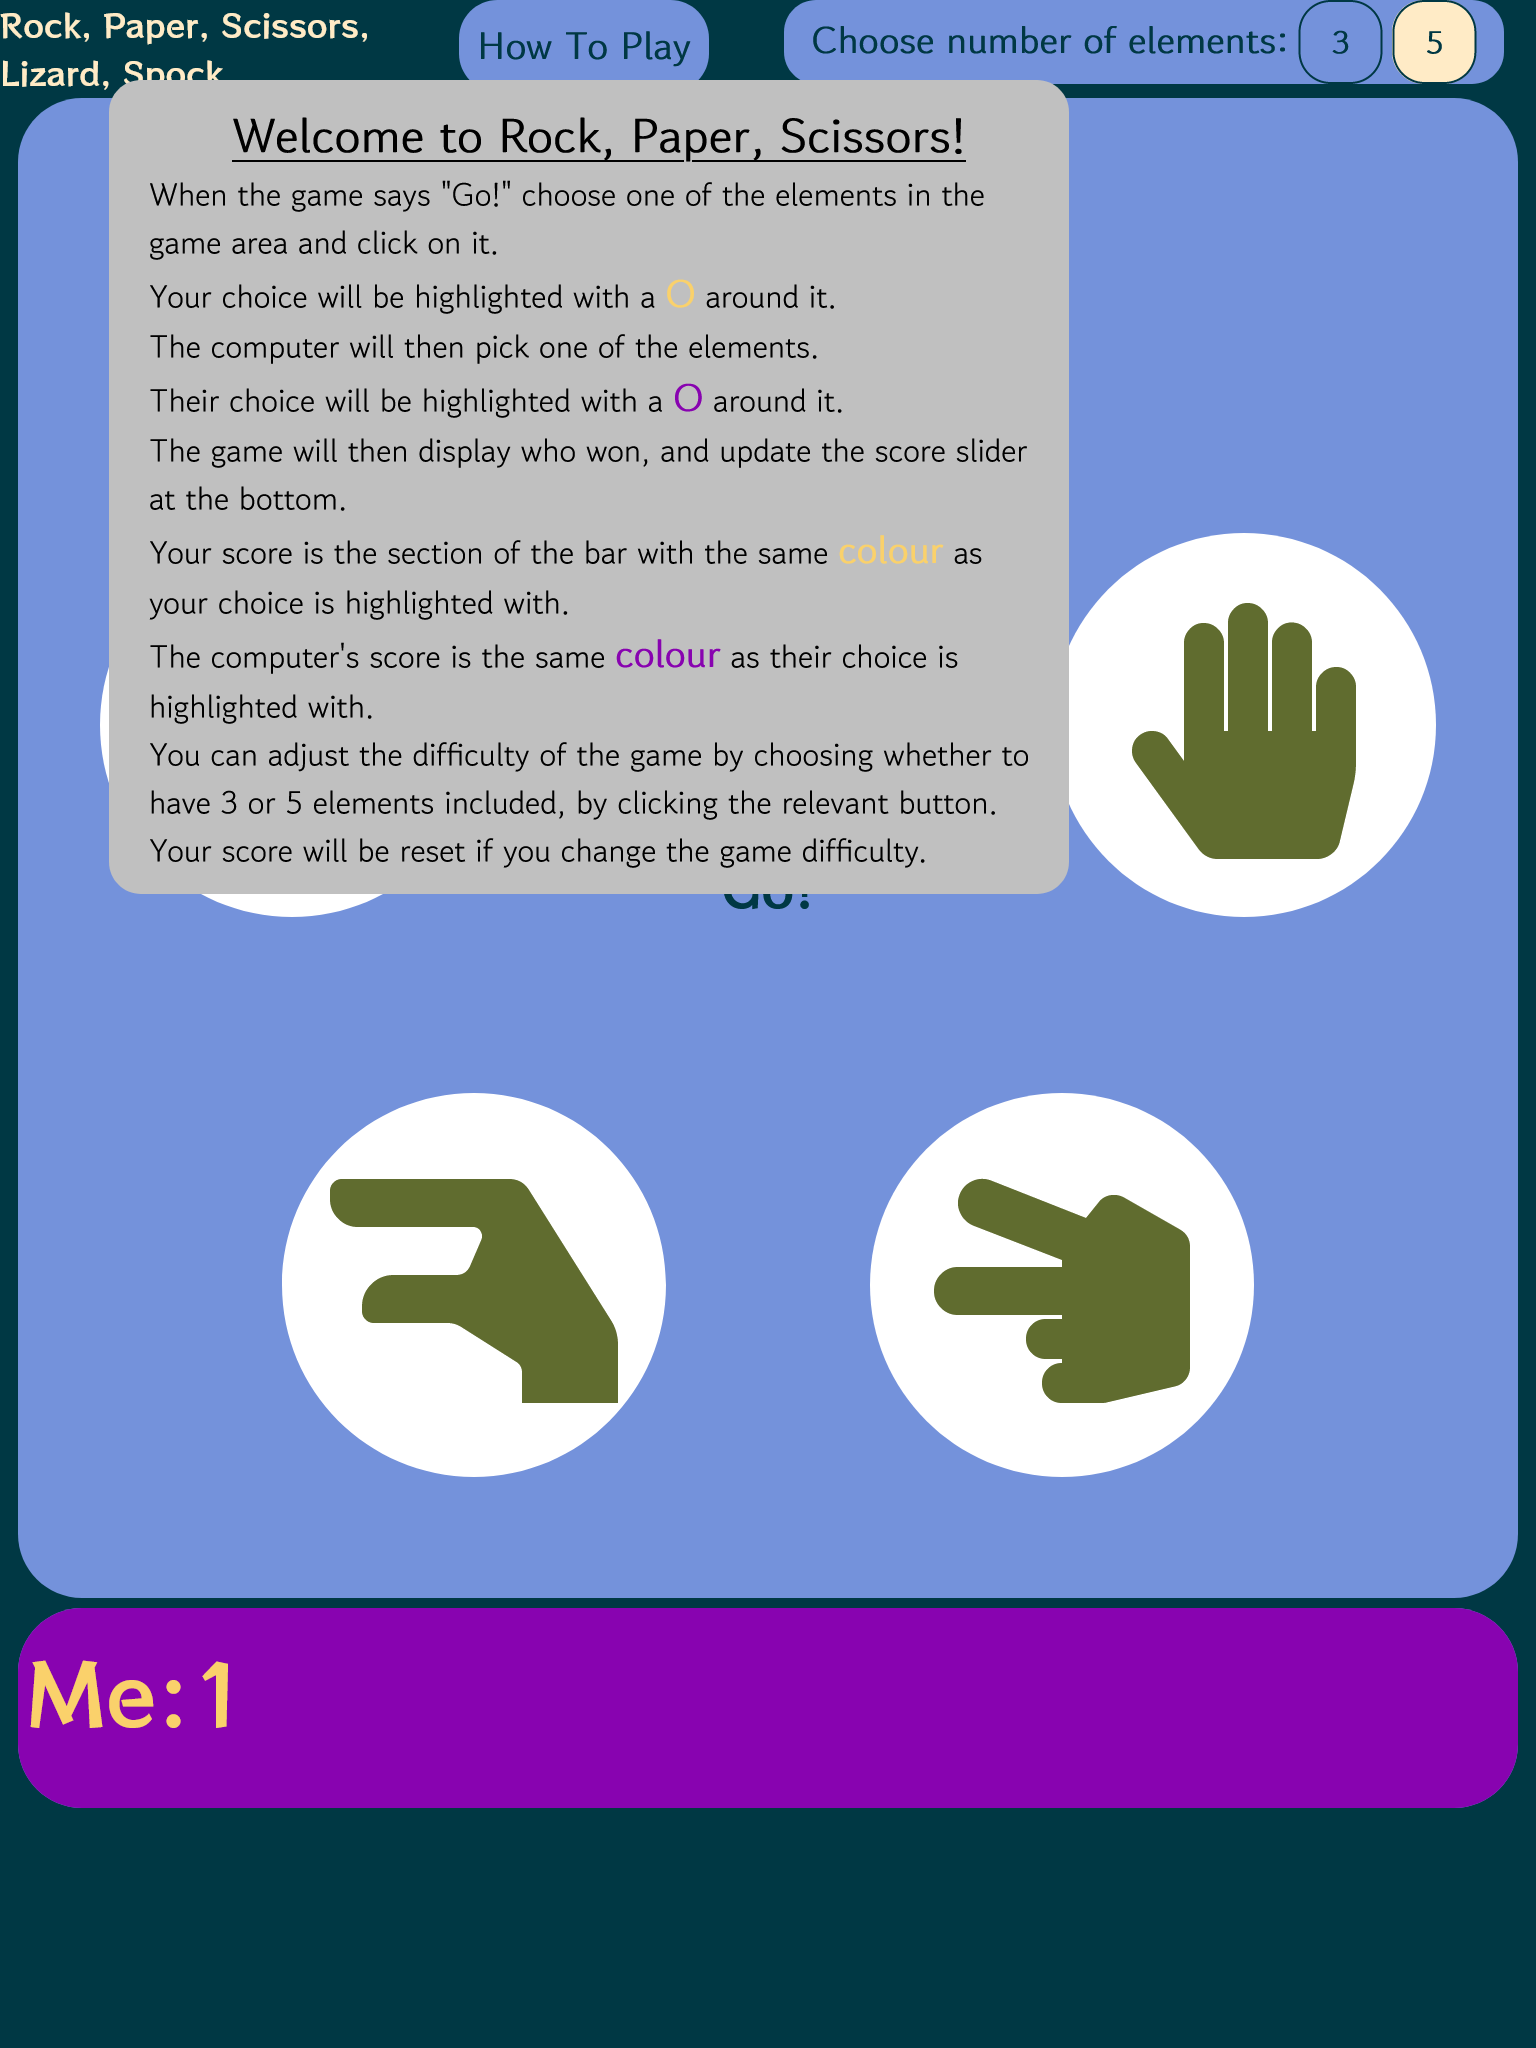 Rock, Paper, Scissors,
Lizard, Spock
How To Play
Choose number of elements: 3 5
Welcome to Rock, Paper, Scissors!
When the game says "Go!" choose one of the elements in the
game area and click on it.
Your choice will be highlighted with a O around it.
The computer will then pick one of the elements.
Their choice will be highlighted with a O around it.
The game will then display who won, and update the score slider
at the bottom.
Your score is the section of the bar with the same colour as
your choice is highlighted with.
The computer's score is the same colour as their choice is
highlighted with.
You can adjust the difficulty of the game by choosing whether to
have 3 or 5 elements included, by clicking the relevant button.
Your score will be reset if you change the game difficulty.
Go!
Me:1